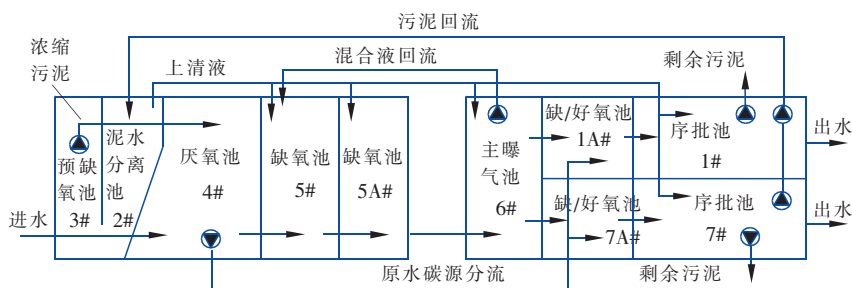 污泥回流
浓缩
污泥
上清液
混合液回流
剩余污泥
预缺
氧池
3#
泥水
分离
池
2#
厌氧池
4#
缺氧池
5#
缺氧池
5A#
主曝
气池
6#
缺/好氧池
1A#
序批池
1#
出水
缺/好氧池
7A#
序批池
7#
出水
进水
原水碳源分流
剩余污泥